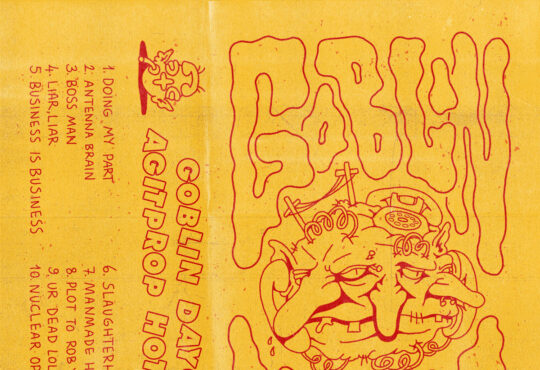 GOBLIN
GOBLIN DAY
AGITPROP HO
1. DOING MY PART
2. ANTENNA BRAIN
3. BOSS MAN
4. LIAR, LIAR
5. BUSINESS IS BUSINESS
6. SLAUGHTERH
7. MANMADE H
8. PLOT TO ROB
9. UR DEAD LOL
10. NUCLEAR OP